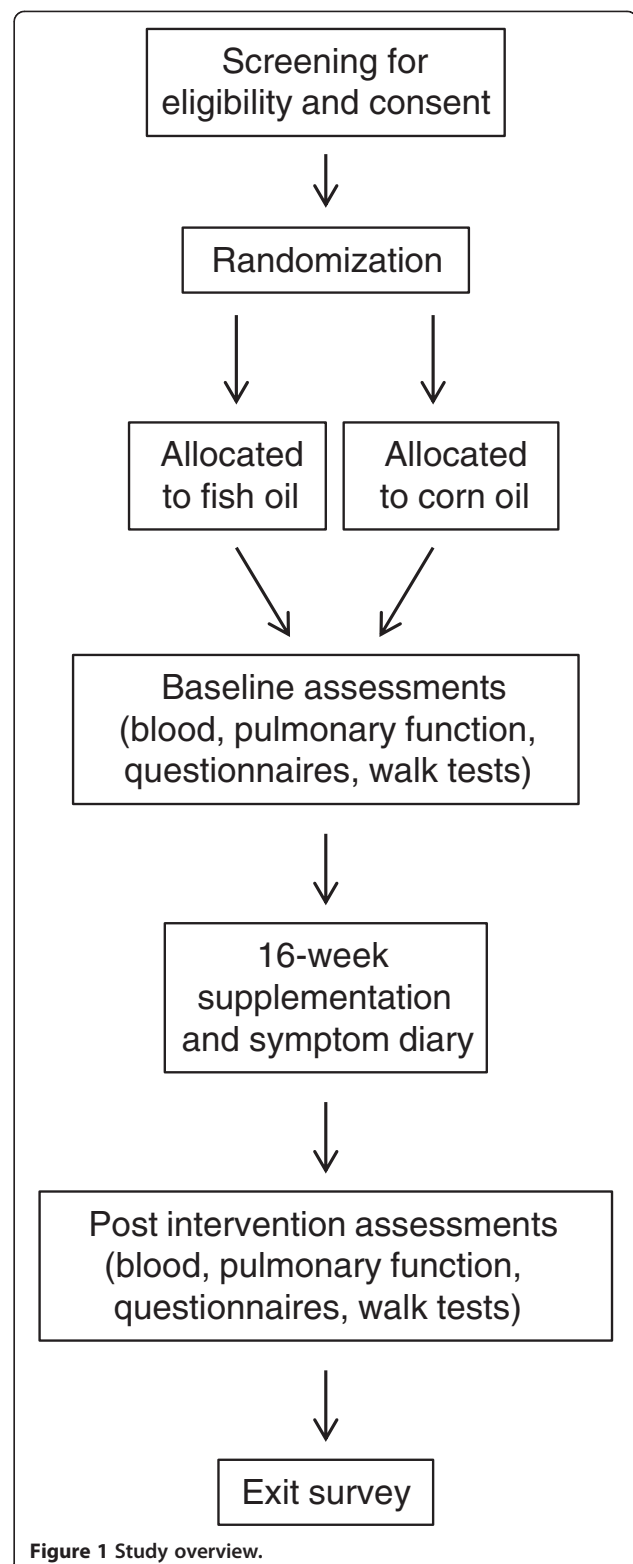 Screening for
eligibility and consent
Randomization
Allocated
to fish oil
Allocated
to corn oil
Baseline assessments
(blood, pulmonary function,
questionnaires, walk tests)
16-week
supplementation
and symptom diary
Post intervention assessments
(blood, pulmonary function,
questionnaires, walk tests)
Exit survey
Figure 1 Study overview.